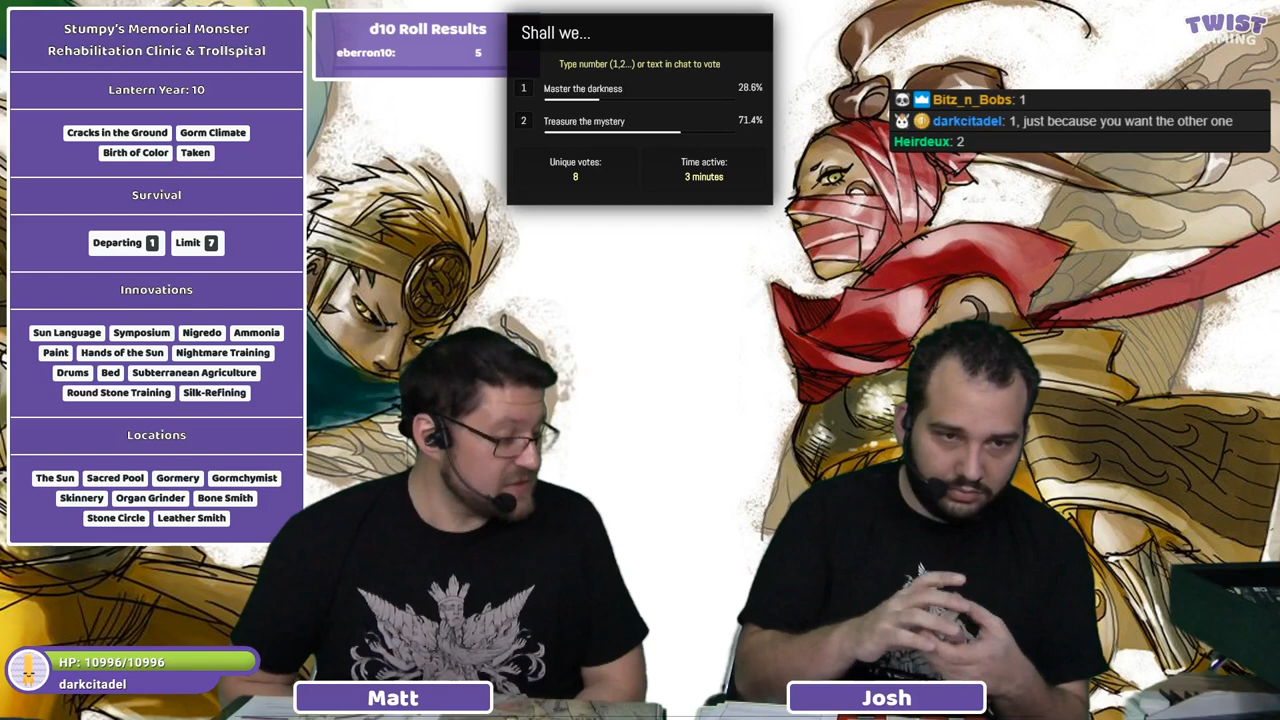 Stumpy's Memorial Monster
Rehabilitation Clinic & Trollspital
Lantern Year: 10
Cracks in the Ground Gorm Climate
Birth of Color Taken
Survival
Departing 1 Limit 7
Innovations
Sun Language Symposium Nigredo Ammonia
Paint Hands of the Sun Nightmare Training
Drums Bed Subterranean Agriculture
Round Stone Training Silk-Refining
Locations
The Sun Sacred Pool Gormery Gormchymist
Skinnery Organ Grinder Bone Smith
Stone Circle Leather Smith
d10 Roll Results
eberron10: 5
Shall we...
Type number (1,2...) or text in chat to vote
1 Master the darkness 28.6%
2 Treasure the mystery 71.4%
Unique votes: Time active:
8 3 minutes
TWIST
GAMING
Bitz_n_Bobs: 1
darkcitadel: 1, just because you want the other one
Heirdeux: 2
HP: 10996/10996
darkcitadel
Matt
Josh